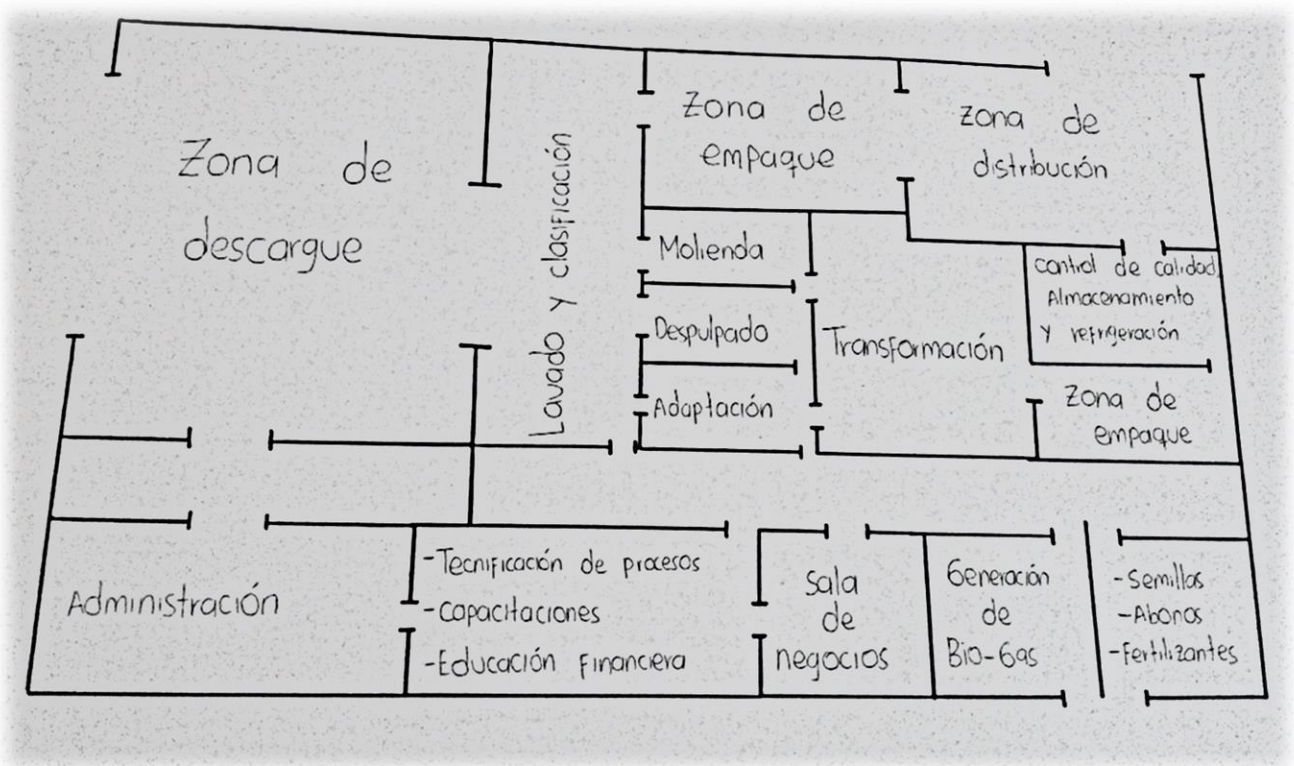 Zona de
descargue
Lavado y clasificación
Zona de
empaque
Zona de
distribución
Molienda
Despulpado
Adaptación
Transformación
Control de calidad
Almacenamiento
y refrigeración
Zona de
empaque
Administración
-Tecnificación de procesos
-Capacitaciones
-Educación Financiera
Sala
de
negocios
Generación
de
Bio-Gas
-Semillas
-Abonos
-Fertilizantes